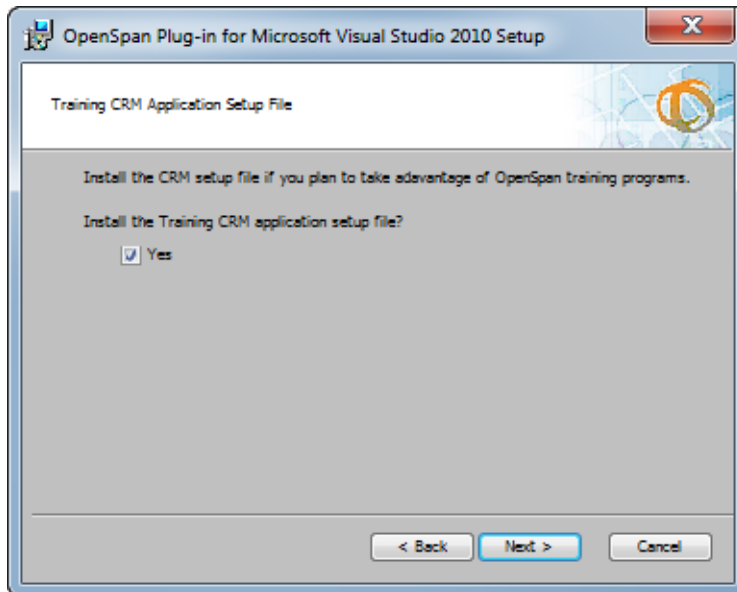 OpenSpan Plug-in for Microsoft Visual Studio 2010 Setup
Training CRM Application Setup File
Install the CRM setup file if you plan to take adavantage of OpenSpan training programs.
Install the Training CRM application setup file?
Yes
< Back Next > Cancel